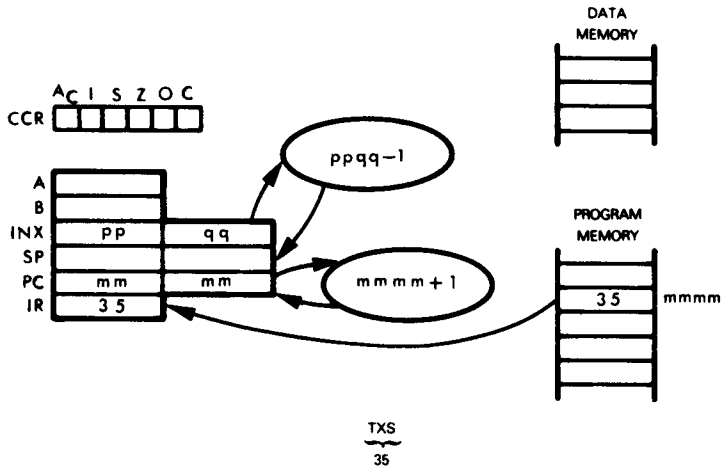 DATA
MEMORY
Ac I S Z O C
CCR
ppqq-1
A
B
INX pp qq
SP
PC mm mm
IR 35
mmmm+1
PROGRAM
MEMORY
35 mmmm
TXS
35